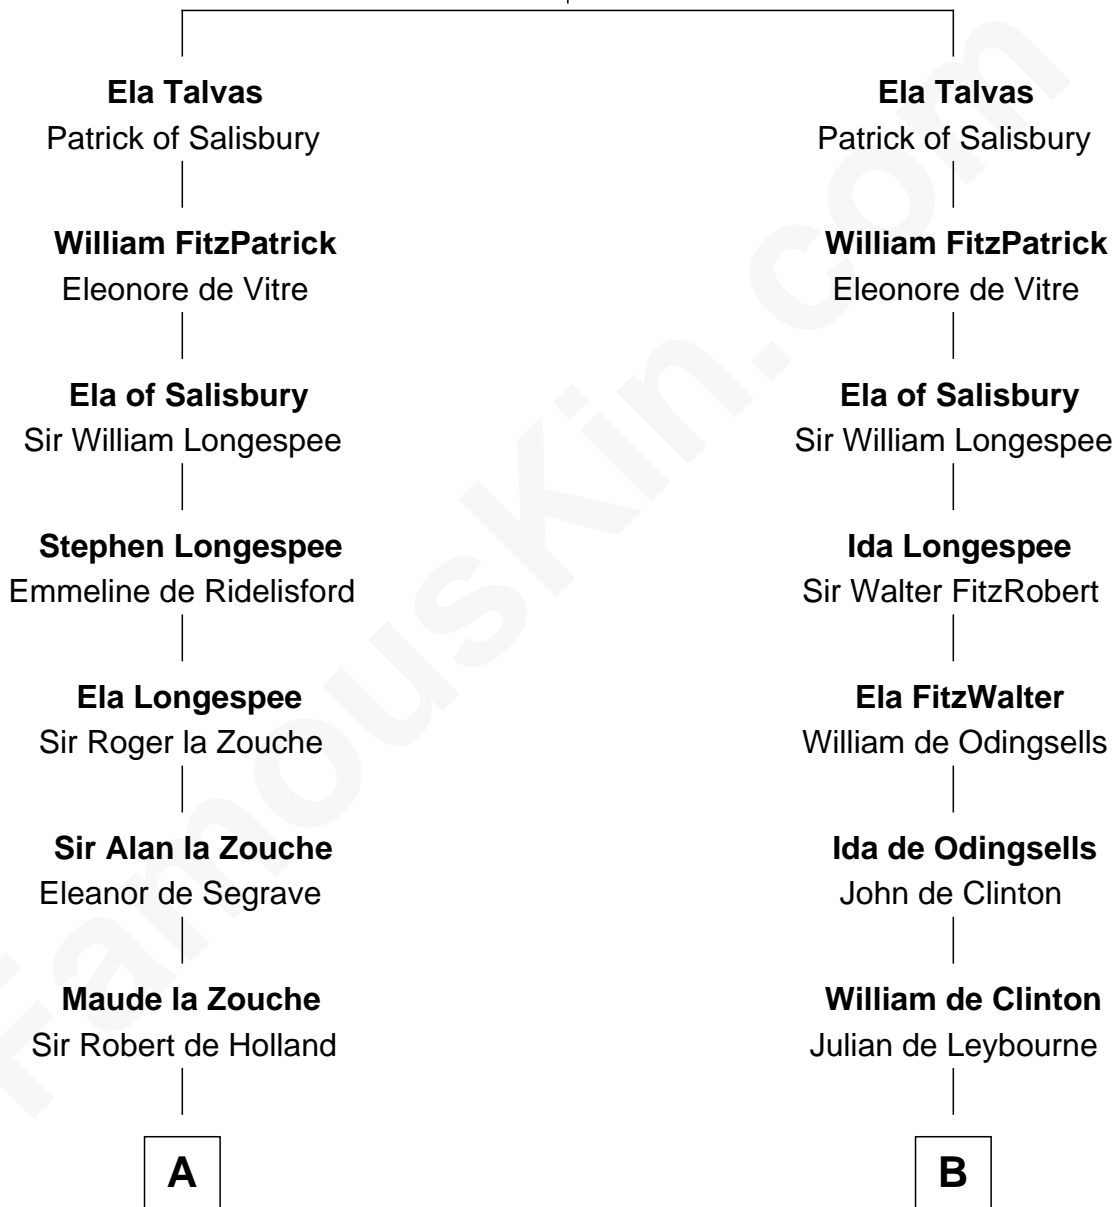 Ela Talvas
Patrick of Salisbury
William FitzPatrick
Eleonore de Vitre
Ela of Salisbury
Sir William Longespee
Stephen Longespee
Emmeline de Ridelisford
Ela Longespee
Sir Roger la Zouche
Sir Alan la Zouche
Eleanor de Segrave
Maude la Zouche
Sir Robert de Holland
A
Ela Talvas
Patrick of Salisbury
William FitzPatrick
Eleonore de Vitre
Ela of Salisbury
Sir William Longespee
Ida Longespee
Sir Walter FitzRobert
Ela FitzWalter
William de Odingsells
Ida de Odingsells
John de Clinton
William de Clinton
Julian de Leybourne
B
FamousKin.com